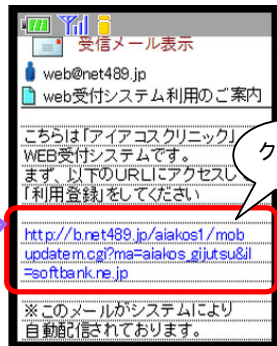 受信メール表示
web@net489.jp
web受付システム利用のご案内
こちらは「アイアコスクリニック」
WEB受付システムです。
まず、以下のURLにアクセスし
「利用登録」をしてください
ク
http://b.net489.jp/aiakos1/mob
updatem.cgi?ma=aiakos_gijutsu&jl
=softbank.ne.jp
※このメールがシステムにより
自動配信されております。